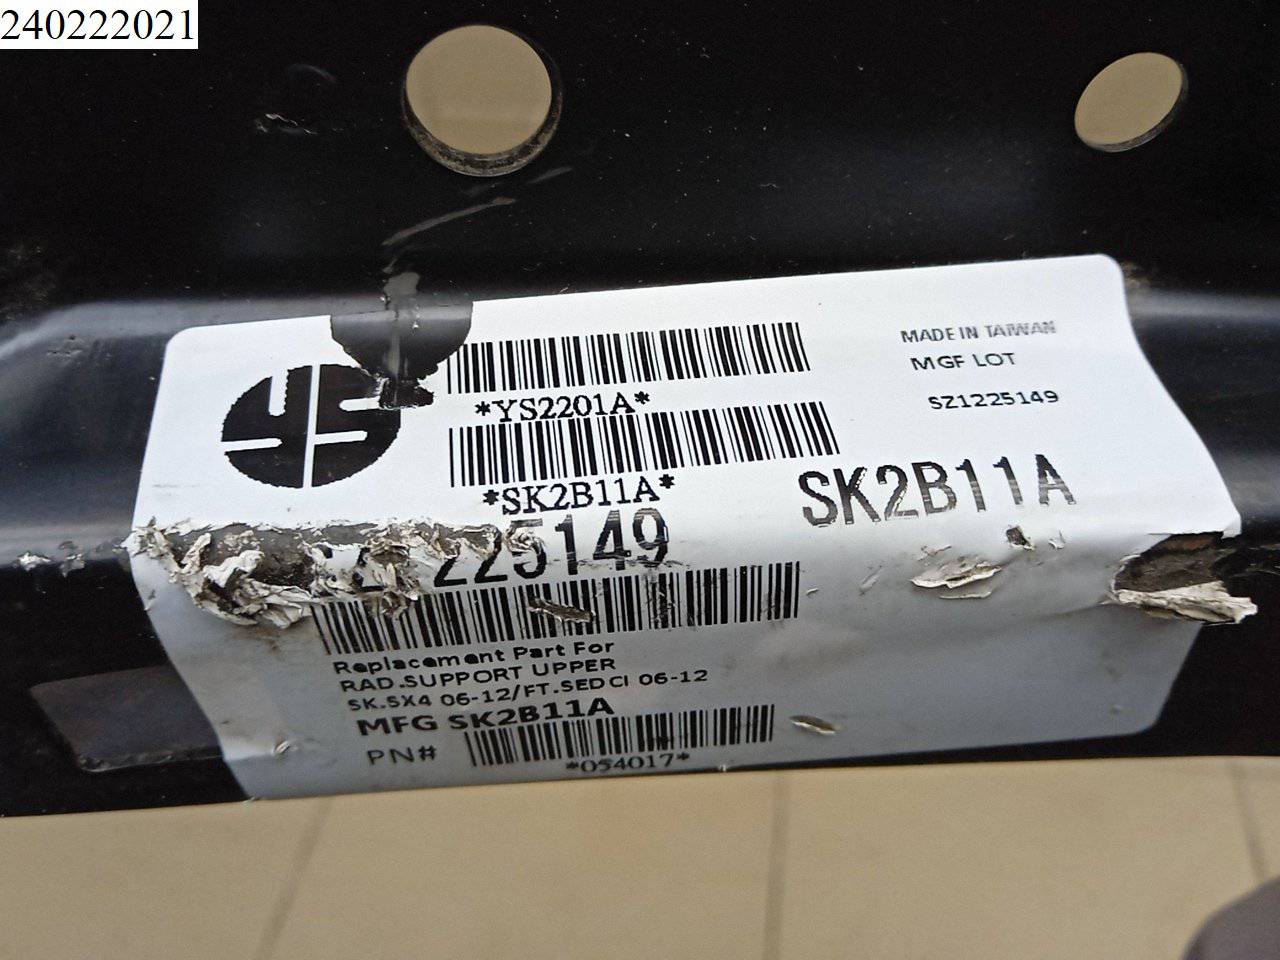 240222021
YS
*YS2201A*
*SK2B11A*
MADE IN TAIWAN
MGF LOT
SZ1225149
SK2B11A
225149
Replacement Part For
RAD.SUPPORT UPPER
SK.SX4 06-12/FT.SEDCI 06-12
MFG SK2B11A
PN#
*054017*